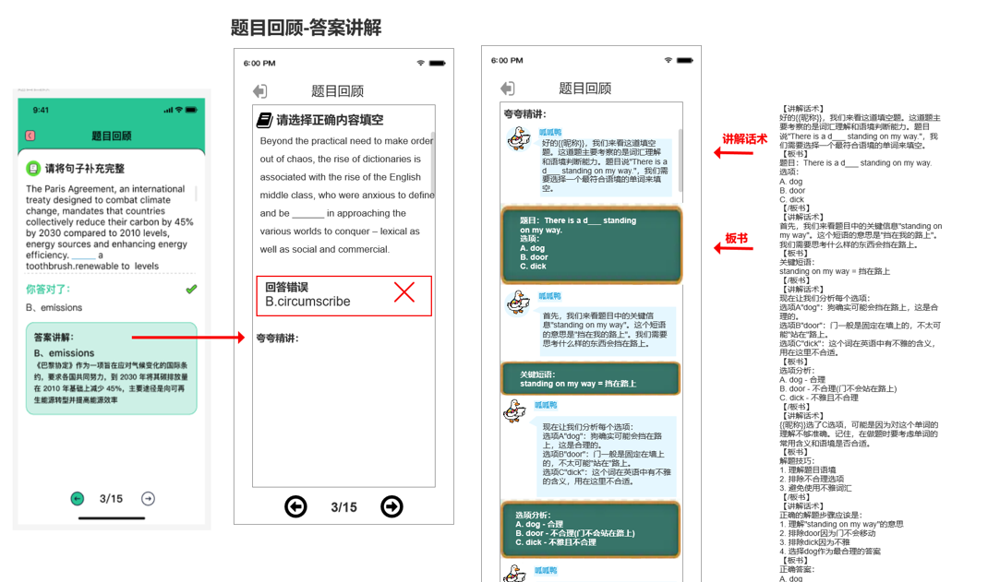 题目回顾-答案讲解
9:41
题目回顾
请将句子补充完整
The Paris Agreement, an international
treaty designed to combat climate
change, mandates that countries
collectively reduce their carbon by 45%
by 2030 compared to 2010 levels,
energy sources and enhancing energy
efficiency. _____ a
toothbrush.renewable to levels
你答对了：
B、emissions
答案讲解：
B、emissions
《巴黎协定》作为一项旨在应对气候变化的国际条
约，要求各国共同努力，到 2030 年将其碳排放量
在 2010 年基础上减少 45%，主要途径是向可再
生能源转型并提高能源效率
3/15
6:00 PM
题目回顾
请选择正确内容填空
Beyond the practical need to make order
out of chaos, the rise of dictionaries is
associated with the rise of the English
middle class, who were anxious to define
and be ______ in approaching the
various worlds to conquer – lexical as
well as social and commercial.
回答错误
B.circumscribe
夸夸精讲：
3/15
6:00 PM
题目回顾
夸夸精讲：
呱呱鸭
好的{{昵称}}，我们来看这道填空
题。这道题主要考察的是词汇理解
和语境判断能力。题目说"There is a
d___ standing on my way."，我们需
要选择一个最符合语境的单词来填
空。
题目：There is a d___ standing
on my way.
选项：
A. dog
B. door
C. dick
呱呱鸭
首先，我们来看题目中的关键信
息"standing on my way"。这个短语
的意思是"挡在我的路上"。我们需要
思考什么样的东西会挡在路上。
关键短语：
standing on my way = 挡在路上
呱呱鸭
现在让我们分析每个选项：
选项A"dog"：狗确实可能会挡在路
上，这是合理的。
选项B"door"：门一般是固定在墙上
的，不太可能"站在"路上。
选项C"dick"：这个词在英语中有不雅
的含义，用在这里不合适。
选项分析：
A. dog - 合理
B. door - 不合理(门不会站在路上)
C. dick - 不雅且不合理
呱呱鸭
讲解话术
板书
【讲解话术】
好的{{昵称}}，我们来看这道填空题。这道题主
要考察的是词汇理解和语境判断能力。题目
说"There is a d___ standing on my way."，我
们需要选择一个最符合语境的单词来填空。
【板书】
题目：There is a d___ standing on my way.
选项：
A. dog
B. door
C. dick
【/板书】
【讲解话术】
首先，我们来看题目中的关键信息"standing on
my way"。这个短语的意思是"挡在我的路上"。
我们需要思考什么样的东西会挡在路上。
【板书】
关键短语：
standing on my way = 挡在路上
【/板书】
【讲解话术】
现在让我们分析每个选项：
选项A"dog"：狗确实可能会挡在路上，这是合
理的。
选项B"door"：门一般是固定在墙上的，不太可
能"站在"路上。
选项C"dick"：这个词在英语中有不雅的含义，
用在这里不合适。
【板书】
选项分析：
A. dog - 合理
B. door - 不合理(门不会站在路上)
C. dick - 不雅且不合理
【/板书】
【讲解话术】
{{昵称}}选了C选项，可能是因为对这个单词的
理解不够准确。记住，在做题时要考虑单词的
常用含义和语境是否合适。
【板书】
解题技巧：
1. 理解题目语境
2. 排除不合理选项
3. 避免使用不雅词汇
【/板书】
【讲解话术】
正确的解题步骤应该是：
1. 理解"standing on my way"的意思
2. 排除door因为门不会移动
3. 排除dick因为不雅
4. 选择dog作为最合理的答案
【板书】
正确答案：
A. dog